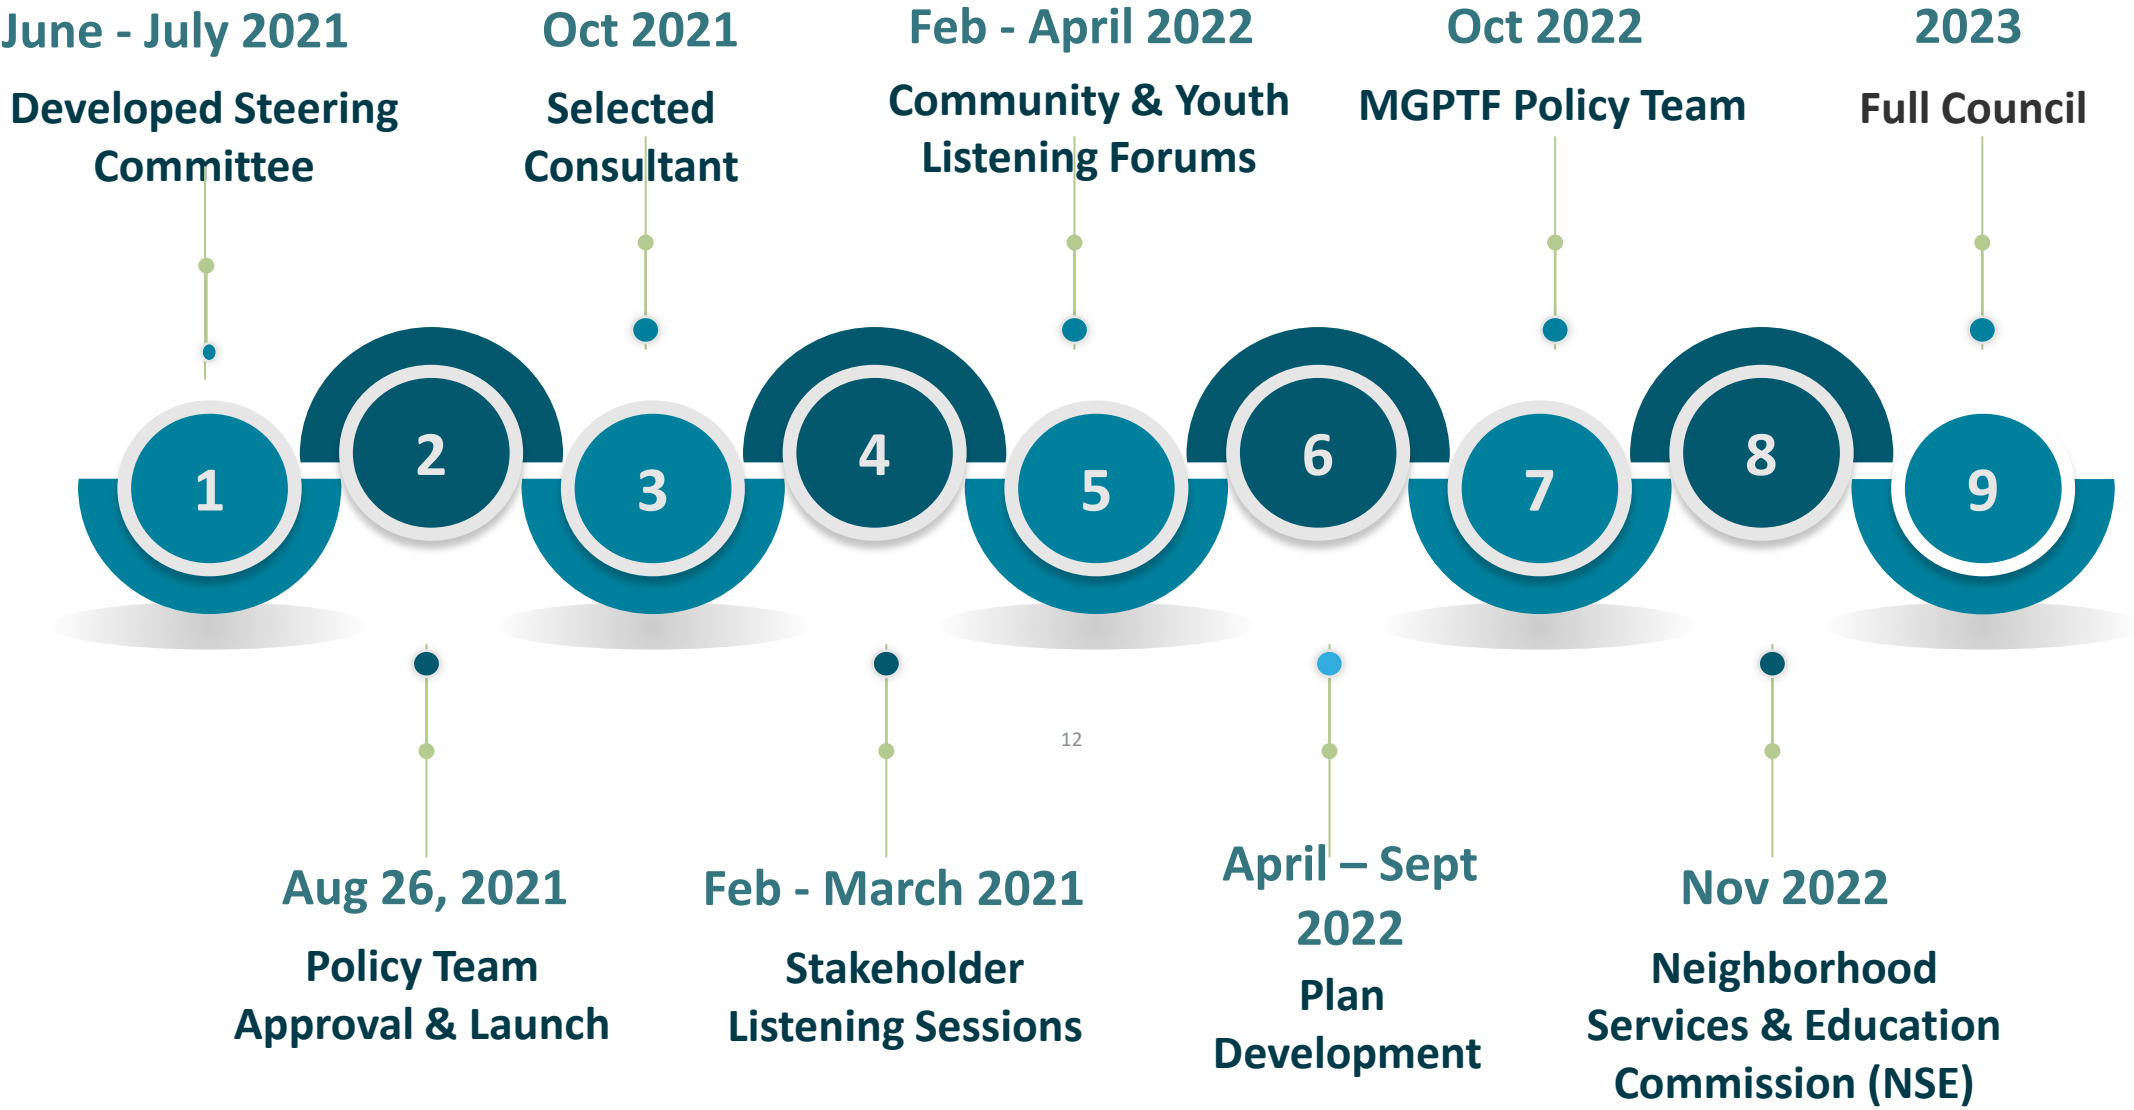 June - July 2021
Developed Steering
Committee
Oct 2021
Selected
Consultant
Feb - April 2022
Community & Youth
Listening Forums
Oct 2022
MGPTF Policy Team
2023
Full Council
1
2
3
4
5
6
7
8
9
12
Aug 26, 2021
Policy Team
Approval & Launch
Feb - March 2021
Stakeholder
Listening Sessions
April – Sept
2022
Plan
Development
Nov 2022
Neighborhood
Services & Education
Commission (NSE)